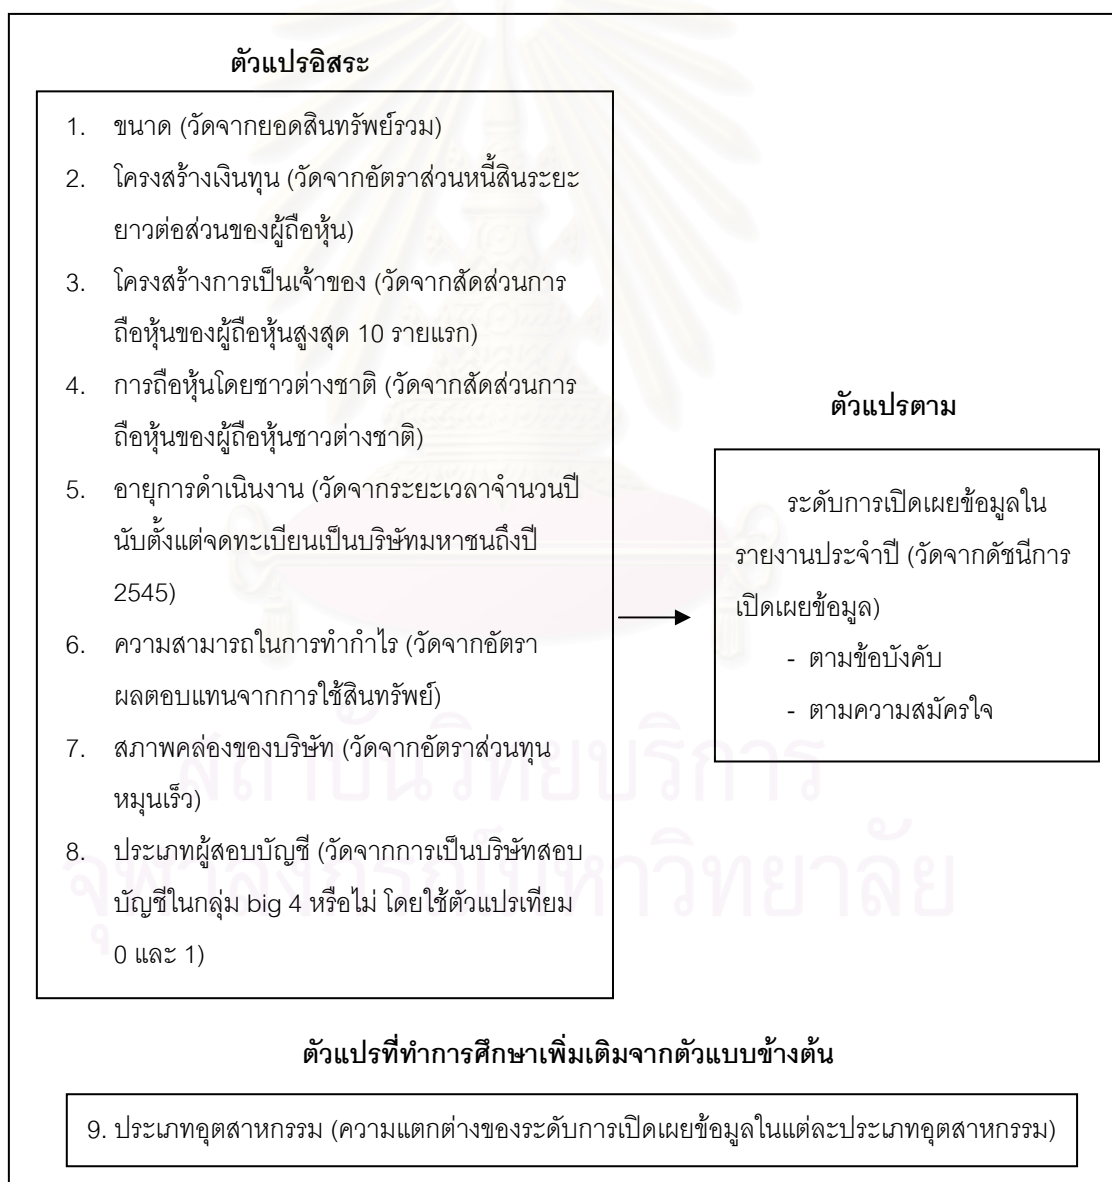 ตัวแปรอิสระ
1. ขนาด (วัดจากยอดสินทรัพย์รวม)
2. โครงสร้างเงินทุน (วัดจากอัตราส่วนหนี้สินระยะ
ยาวต่อส่วนของผู้ถือหุ้น)
3. โครงสร้างการเป็นเจ้าของ (วัดจากสัดส่วนการ
ถือหุ้นของผู้ถือหุ้นสูงสุด 10 รายแรก)
4. การถือหุ้นโดยชาวต่างชาติ (วัดจากสัดส่วนการ
ถือหุ้นของผู้ถือหุ้นชาวต่างชาติ)
5. อายุการดำเนินงาน (วัดจากระยะเวลาจำนวนปี
นับตั้งแต่จดทะเบียนเป็นบริษัทมหาชนถึงปี
2545)
6. ความสามารถในการทำกำไร (วัดจากอัตรา
ผลตอบแทนจากการใช้สินทรัพย์)
7. สภาพคล่องของบริษัท (วัดจากอัตราส่วนทุน
หมุนเร็ว)
8. ประเภทผู้สอบบัญชี (วัดจากการเป็นบริษัทสอบ
บัญชีในกลุ่ม big 4 หรือไม่ โดยใช้ตัวแปรเทียม
0 และ 1)
ตัวแปรตาม
ระดับการเปิดเผยข้อมูลใน
รายงานประจำปี (วัดจากดัชนีการ
เปิดเผยข้อมูล)
- ตามข้อบังคับ
- ตามความสมัครใจ
ตัวแปรที่ทำการศึกษาเพิ่มเติมจากตัวแบบข้างต้น
9. ประเภทอุตสาหกรรม (ความแตกต่างของระดับการเปิดเผยข้อมูลในแต่ละประเภทอุตสาหกรรม)
สถาบันวิทยบริการ
จุฬาลงกรณ์มหาวิทยาลัย